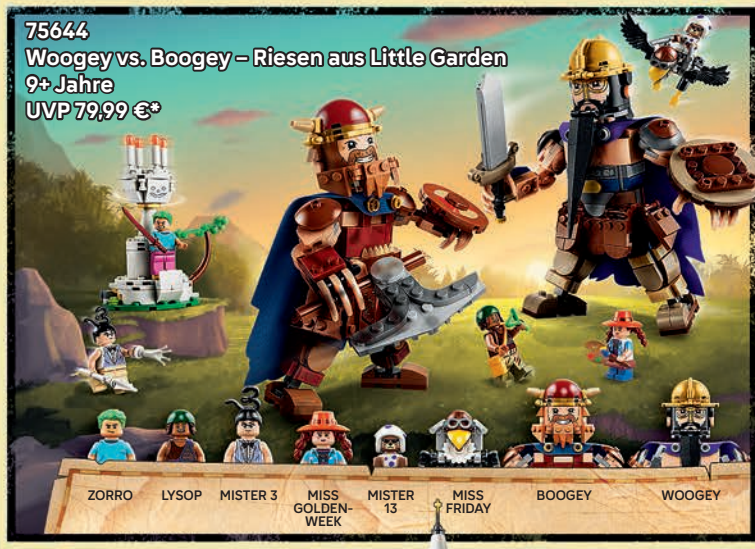 75644
Woogey vs. Boogey – Riesen aus Little Garden
9+ Jahre
UVP 79,99 €*
ZORRO
LYSOP
MISTER 3
MISS
GOLDEN-
WEEK
MISTER
13
MISS
FRIDAY
BOOGEY
WOOGEY